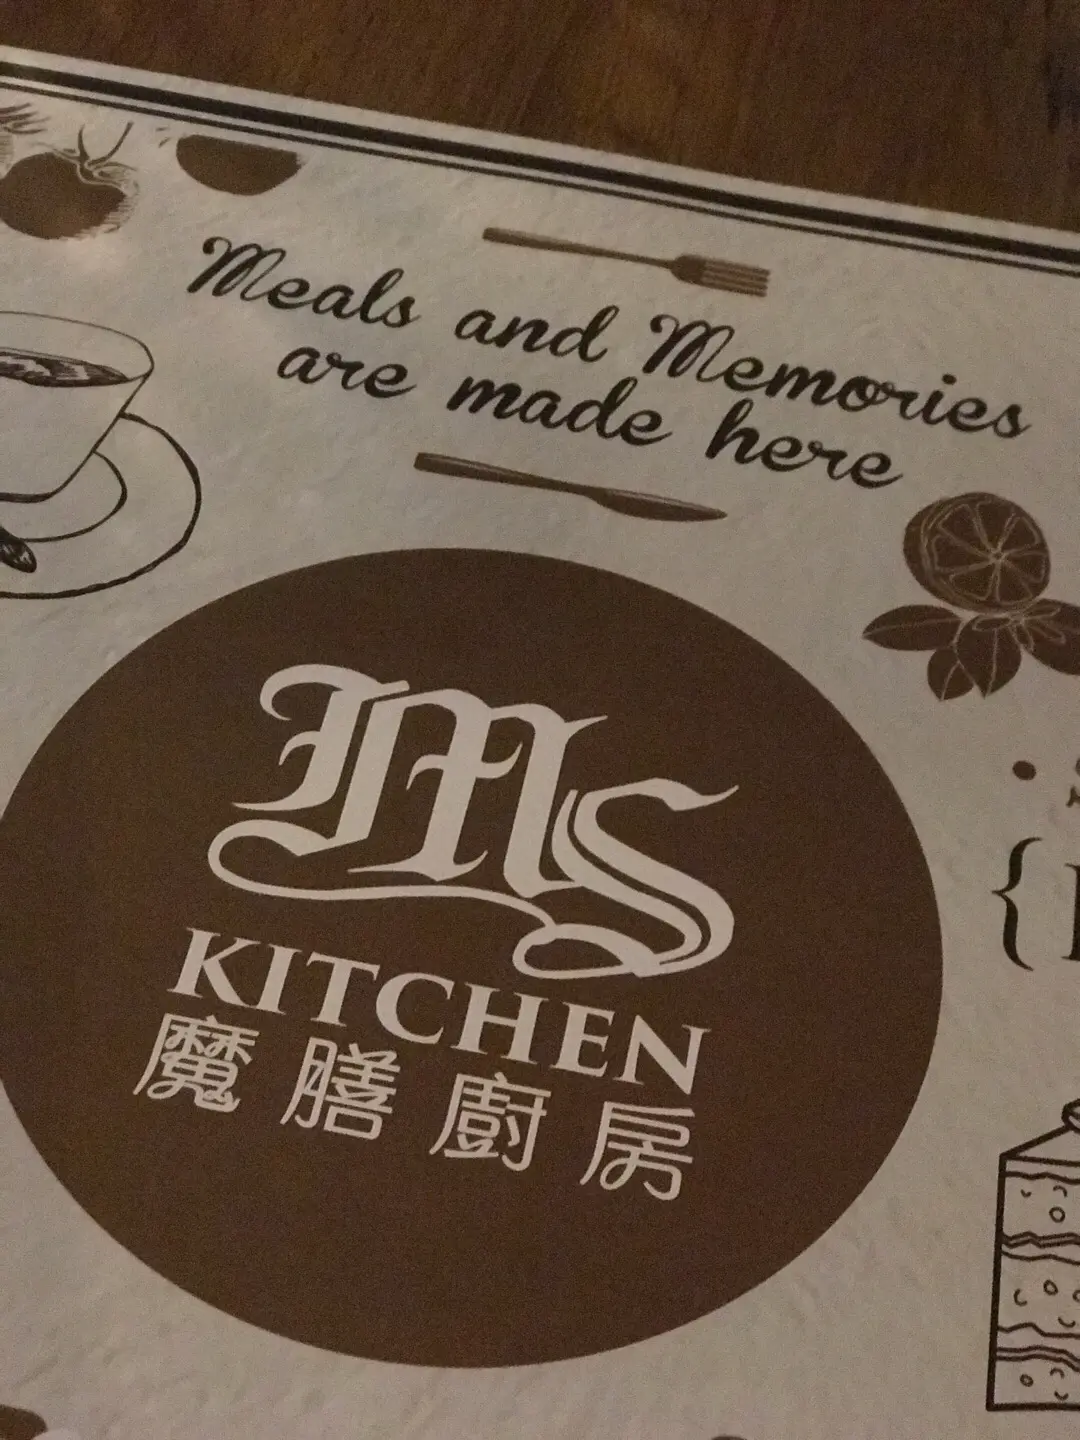 Meals and Memories
are made here
MS
KITCHEN
魔膳廚房